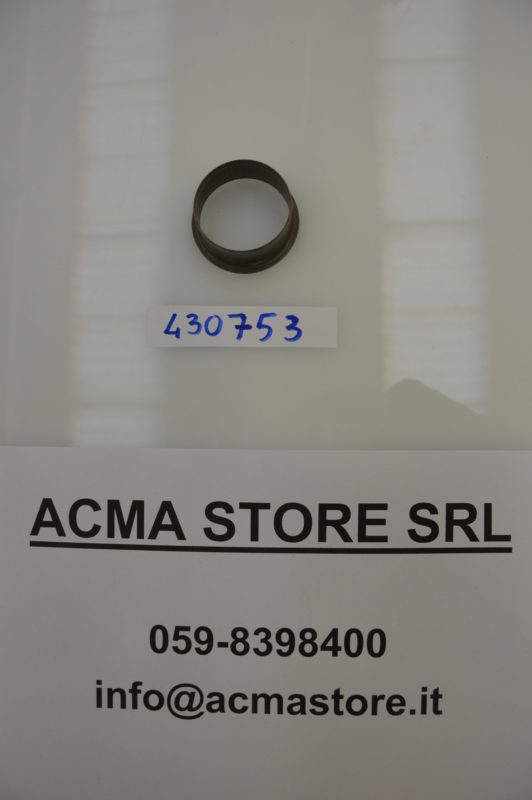 430753
ACMA STORE SRL
059-8398400
info@acmastore.it